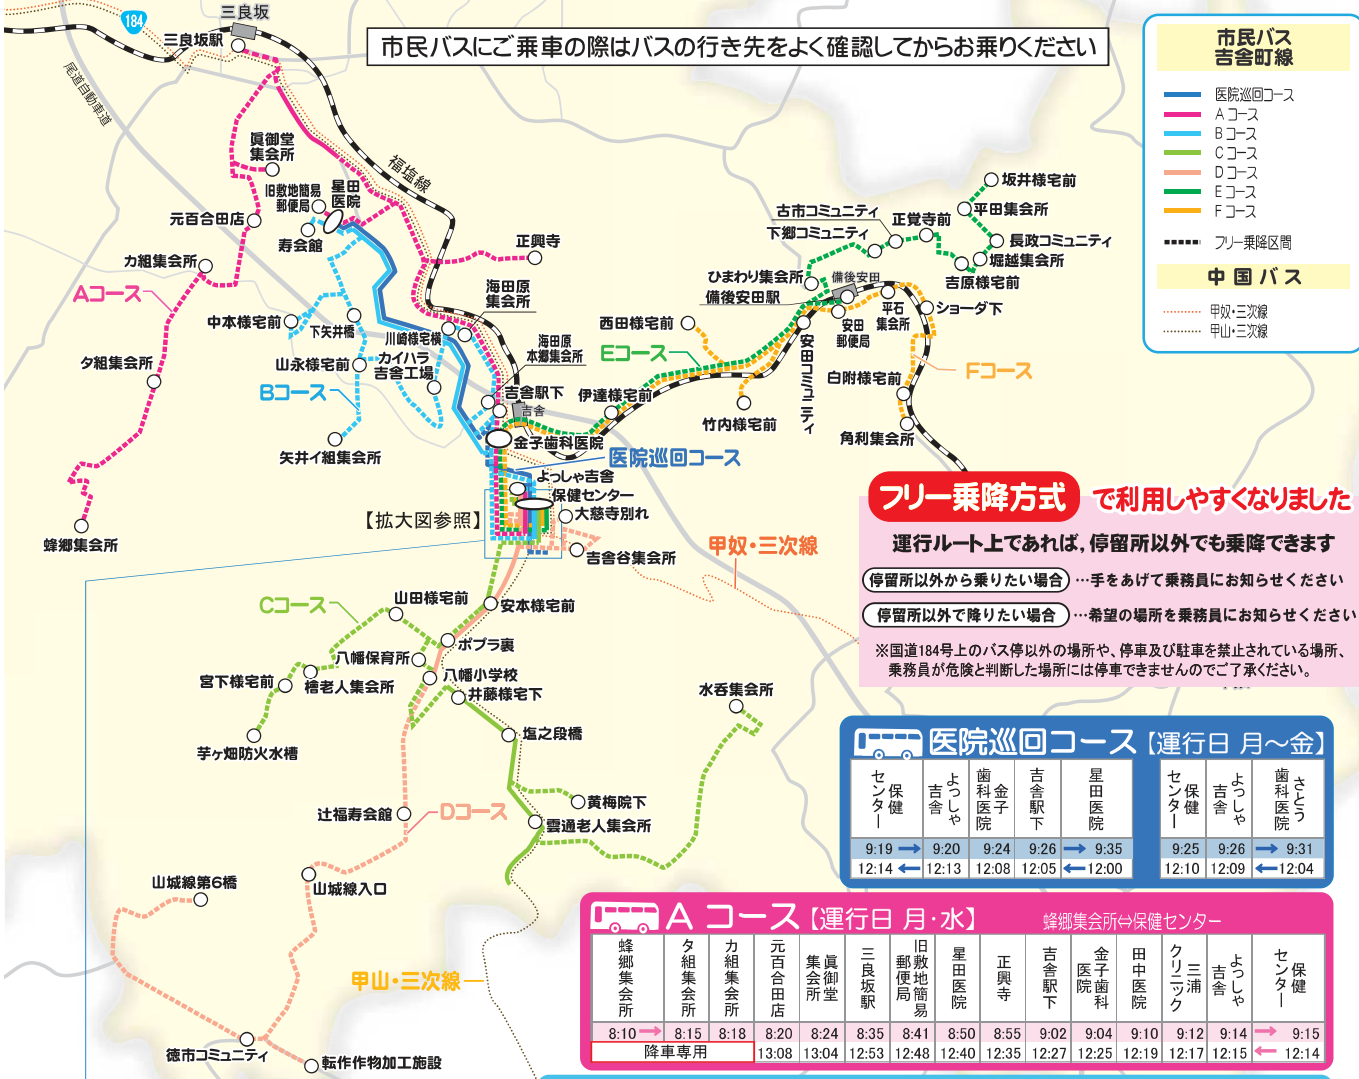 市民バスにご乗車の際はバスの行き先をよく確認してからお乗りください
184
三良坂
三良坂駅
尾道自動車道
福塩線
眞御堂
集会所
旧敷地簡易
郵便局
星田
医院
元百合田店
寿会館
カ組集会所
Aコース
中本様宅前
下矢井橋
夕組集会所
山永様宅前
Bコース
矢井イ組集会所
蜂郷集会所
正興寺
海田原
集会所
川崎様宅横
カイハラ
吉舎工場
海田原
本郷集会所
吉舎駅下
吉舎
金子歯科医院
医院巡回コース
よっしゃ吉舎
保健センター
大慈寺別れ
吉舎谷集会所
【拡大図参照】
西田様宅前
Eコース
伊達様宅前
竹内様宅前
安田コミュニティ
ひまわり集会所
備後安田駅
備後安田
安田
郵便局
平石
集会所
ショーダ下
白附様宅前
Fコース
角利集会所
古市コミュニティ
下郷コミュニティ
正覚寺前
坂井様宅前
平田集会所
長政コミュニティ
堀越集会所
吉原様宅前
市民バス
吉舎町線
医院巡回コース
Aコース
Bコース
Cコース
Dコース
Eコース
Fコース
フリー乗降区間
中国バス
甲奴・三次線
甲山・三次線
フリー乗降方式 で利用しやすくなりました
運行ルート上であれば，停留所以外でも乗降できます
停留所以外から乗りたい場合 …手をあげて乗務員にお知らせください
停留所以外で降りたい場合 …希望の場所を乗務員にお知らせください
※国道184号上のバス停以外の場所や、停車及び駐車を禁止されている場所、
乗務員が危険と判断した場所には停車できませんのでご了承ください。
甲奴・三次線
Cコース
山田様宅前
安本様宅前
ポプラ裏
八幡保育所
八幡小学校
宮下様宅前
檜老人集会所
井藤様宅下
芋ヶ畑防火水槽
塩之段橋
水呑集会所
黄梅院下
雲通老人集会所
辻福寿会館
Dコース
山城線第6橋
山城線入口
甲山・三次線
徳市コミュニティ
転作作物加工施設
医院巡回コース【運行日 月～金】
保健センター よっしゃ吉舎 金子歯科医院 吉舎駅下 星田医院
9:19 → 9:20 9:24 9:26 → 9:35
12:14 ← 12:13 12:08 12:05 ← 12:00
保健センター よっしゃ吉舎 さとう歯科医院
9:25 9:26 → 9:31
12:10 12:09 ← 12:04
A コース【運行日 月・水】 蜂郷集会所⇔保健センター
蜂郷集会所 夕組集会所 カ組集会所 元百合田店 眞御堂集会所 三良坂駅 旧敷地簡易郵便局 星田医院 正興寺 吉舎駅下 金子歯科医院 田中医院 三浦クリニック よっしゃ吉舎 保健センター
8:10 → 8:15 8:18 8:20 8:24 8:35 8:41 8:50 8:55 9:02 9:04 9:10 9:12 9:14 → 9:15
降車専用 13:08 13:04 12:53 12:48 12:40 12:35 12:27 12:25 12:19 12:17 12:15 ← 12:14